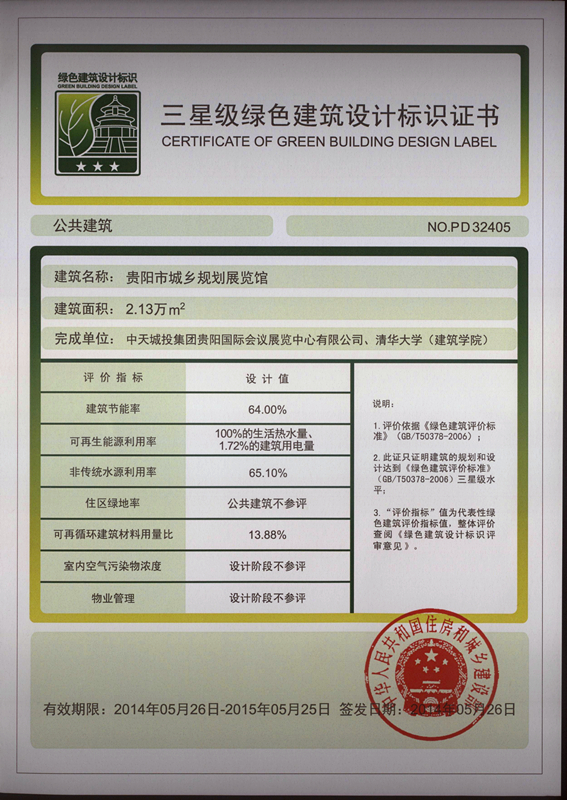 绿色建筑设计标识
GREEN BUILDING DESIGN LABEL
三星级绿色建筑设计标识证书
CERTIFICATE OF GREEN BUILDING DESIGN LABEL
公共建筑
NO.PD32405
建筑名称: 贵阳市城乡规划展览馆
建筑面积: 2.13万m²
完成单位: 中天城投集团贵阳国际会议展览中心有限公司、清华大学（建筑学院）
评价指标 设计值
建筑节能率 64.00%
可再生能源利用率 100%的生活热水量、
1.72%的建筑用电量
非传统水源利用率 65.10%
住区绿地率 公共建筑不参评
可再循环建筑材料用量比 13.88%
室内空气污染物浓度 设计阶段不参评
物业管理 设计阶段不参评
说明:
1.评价依据《绿色建筑评价标
准》（GB/T50378-2006）;
2.此证只证明建筑的规划和设
计达到《绿色建筑评价标准》
（GB/T50378-2006）三星级水
平;
3.“评价指标”值为代表性绿
色建筑评价指标值，整体评价
查阅《绿色建筑设计标识评
审意见》。
中华人民共和国住房和城乡建设部
有效期限: 2014年05月26日-2015年05月25日 签发日期: 2014年05月26日